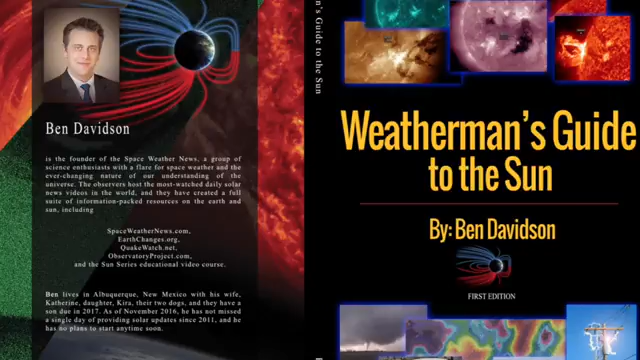 Ben Davidson
is the founder of the Space Weather News, a group of
science enthusiasts with a flare for space weather and the
ever-changing nature of our understanding of the
universe. The observers host the most-watched daily solar
news videos in the world, and they have created a full
suite of information-packed resources on the earth and
sun, including
SpaceWeatherNews.com,
EarthChanges.org,
QuakeWatch.net,
ObservatoryProject.com,
and the Sun Series educational video course.
Ben lives in Albuquerque, New Mexico with his wife,
Katherine, daughter, Kira, their two dogs, and they have a
son due in 2017. As of November 2016, he has not missed
a single day of providing solar updates since 2011, and he
has no plans to start anytime soon.
Guide to the Sun
Weatherman's Guide
to the Sun
By: Ben Davidson
FIRST EDITION